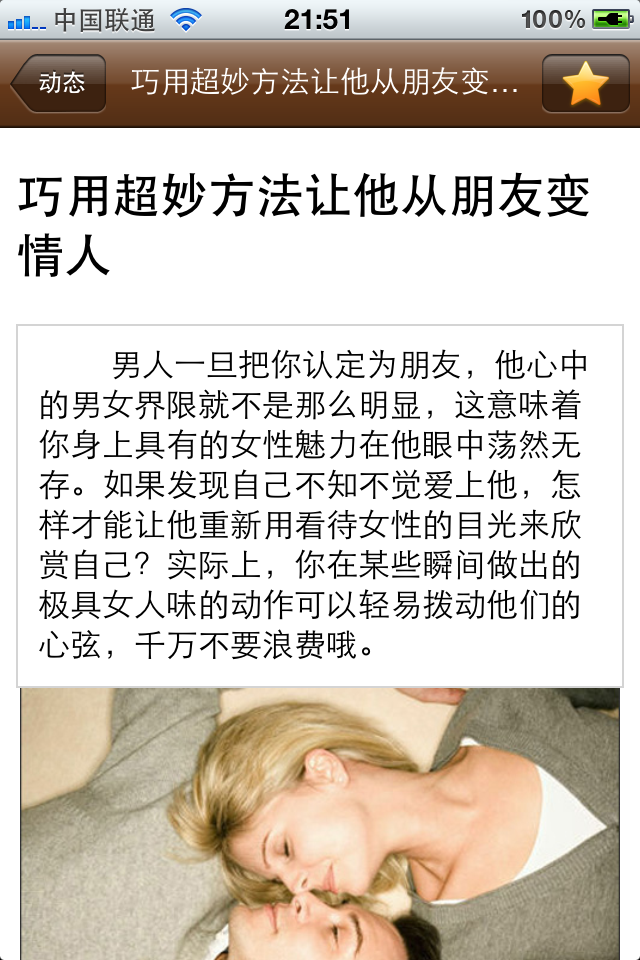 中国联通 21:51 100%
动态 巧用超妙方法让他从朋友变...
巧用超妙方法让他从朋友变
情人
男人一旦把你认定为朋友，他心中
的男女界限就不是那么明显，这意味着
你身上具有的女性魅力在他眼中荡然无
存。如果发现自己不知不觉爱上他，怎
样才能让他重新用看待女性的目光来欣
赏自己？实际上，你在某些瞬间做出的
极具女人味的动作可以轻易拨动他们的
心弦，千万不要浪费哦。